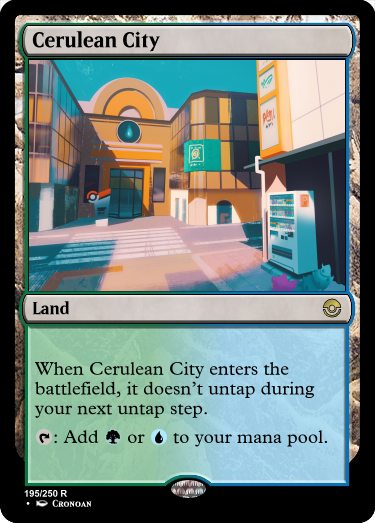 Cerulean City
Land
When Cerulean City enters the
battlefield, it doesn't untap during
your next untap step.
: Add or to your mana pool.
195/250 R
• Cronoan